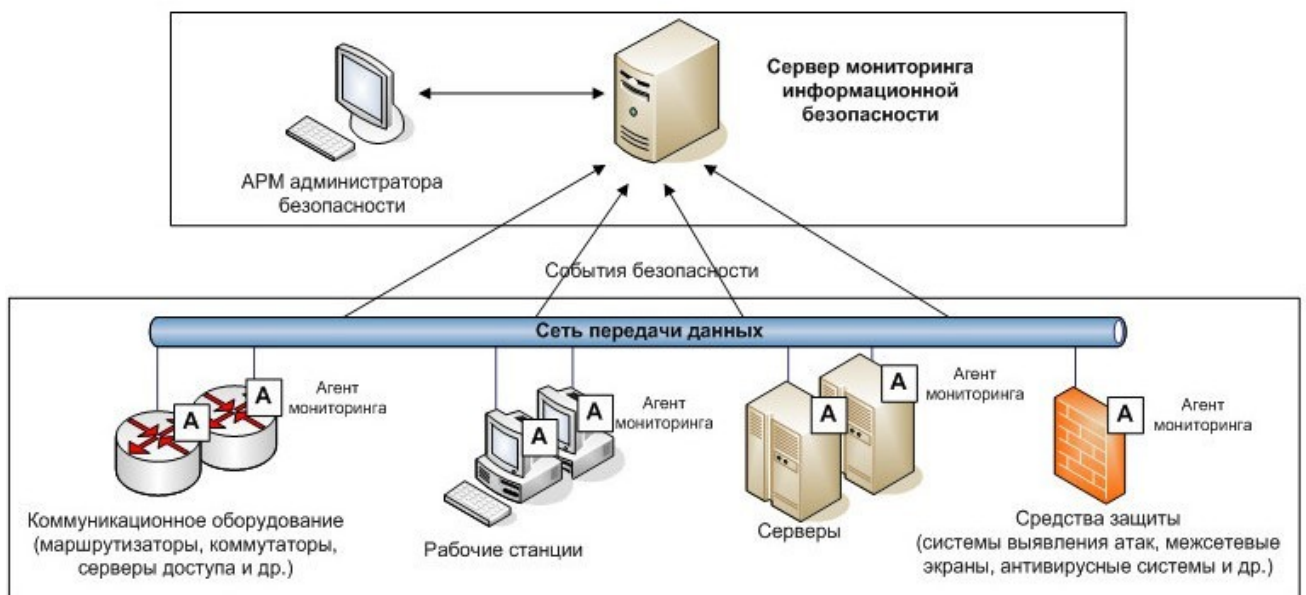 Сервер мониторинга
информационной
безопасности
АРМ администратора
безопасности
События безопасности
Сеть передачи данных
А
А
Агент
мониторинга
А
А
Агент
мониторинга
А
А
Агент
мониторинга
А
Агент
мониторинга
Коммуникационное оборудование
(маршрутизаторы, коммутаторы,
серверы доступа и др.)
Рабочие станции
Серверы
Средства защиты
(системы выявления атак, межсетевые
экраны, антивирусные системы и др.)